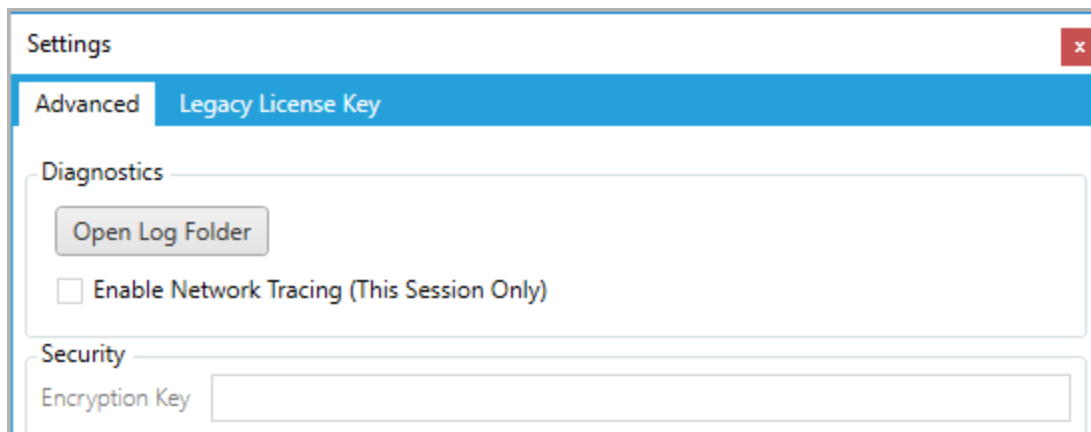 Settings
x
Advanced Legacy License Key
Diagnostics
Open Log Folder
Enable Network Tracing (This Session Only)
Security
Encryption Key